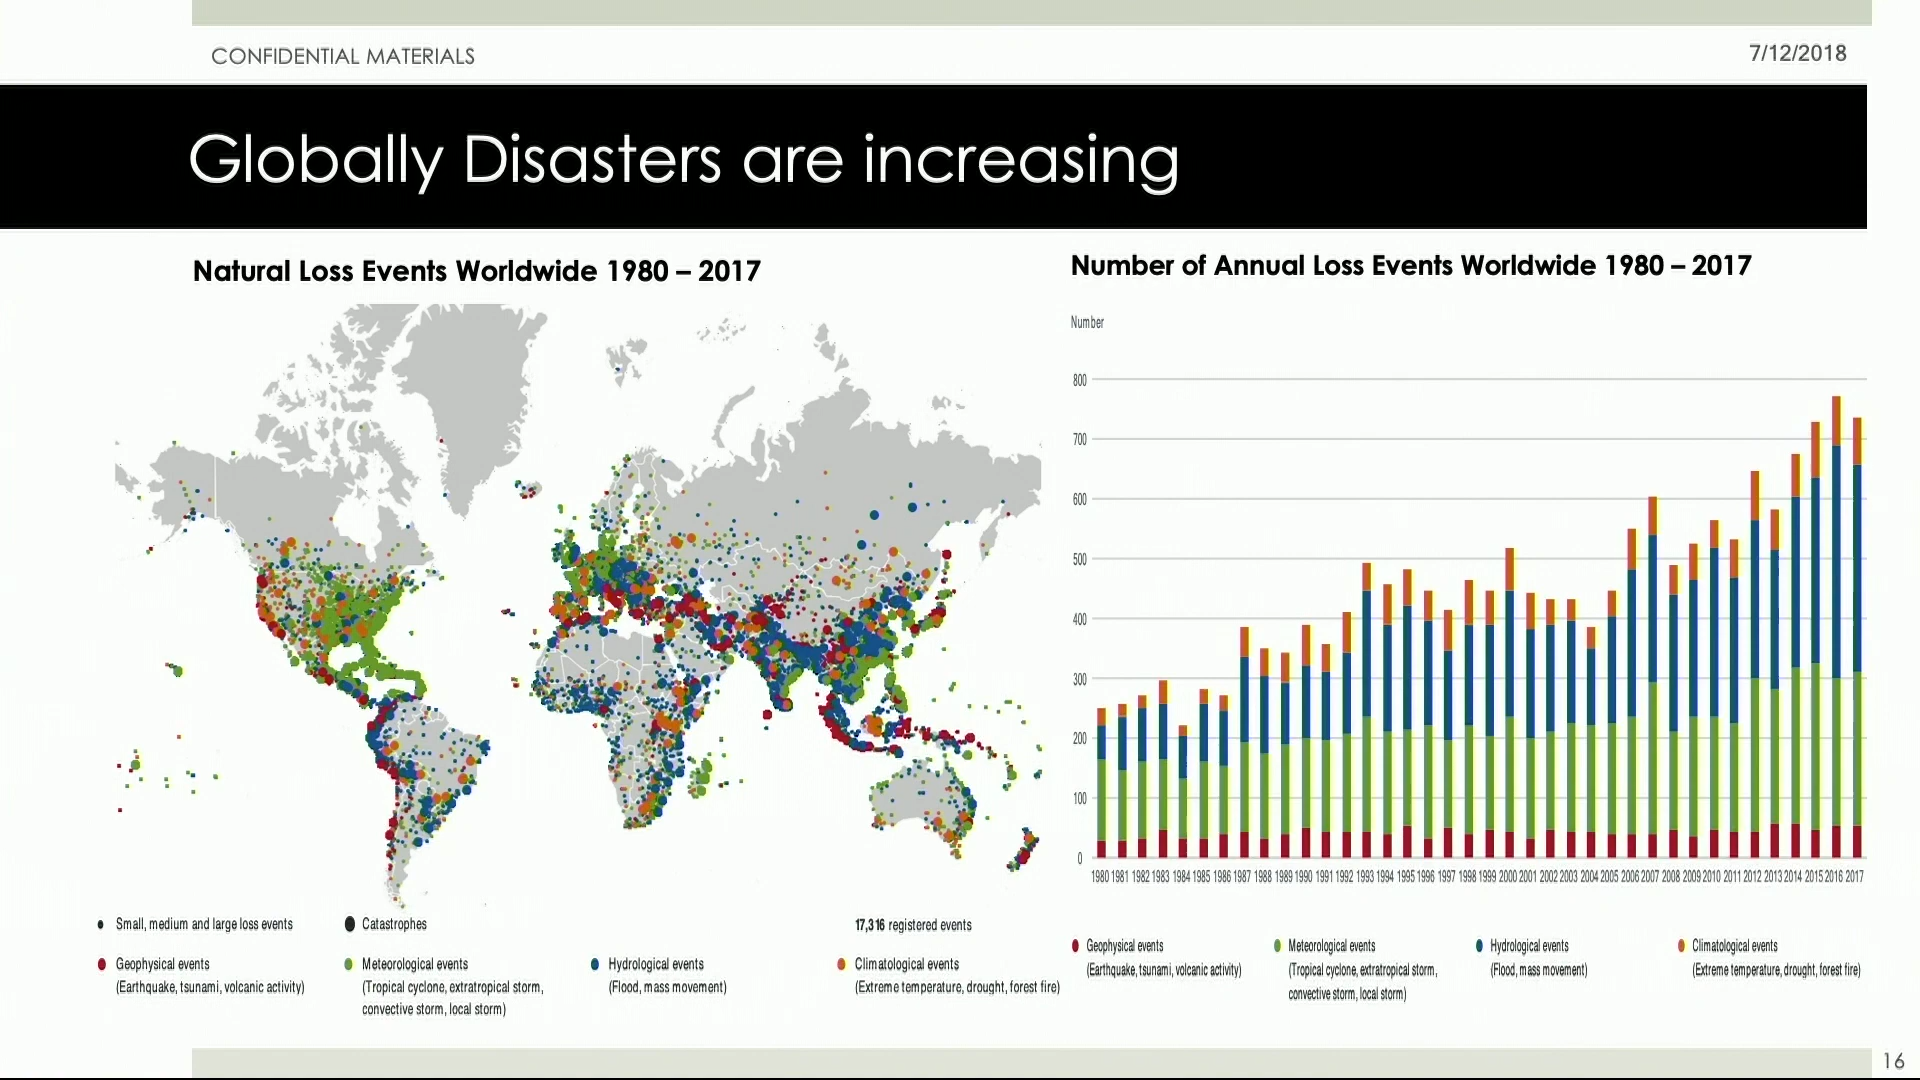 CONFIDENTIAL MATERIALS
7/12/2018
Globally Disasters are increasing
Natural Loss Events Worldwide 1980 – 2017
Small, medium and large loss events
Catastrophes
17,316 registered events
Geophysical events
(Earthquake, tsunami, volcanic activity)
Meteorological events
(Tropical cyclone, extratropical storm,
convective storm, local storm)
Hydrological events
(Flood, mass movement)
Climatological events
(Extreme temperature, drought, forest fire)
Number of Annual Loss Events Worldwide 1980 – 2017
Number
800
700
600
500
400
300
200
100
0
1980 1981 1982 1983 1984 1985 1986 1987 1988 1989 1990 1991 1992 1993 1994 1995 1996 1997 1998 1999 2000 2001 2002 2003 2004 2005 2006 2007 2008 2009 2010 2011 2012 2013 2014 2015 2016 2017
Geophysical events
(Earthquake, tsunami, volcanic activity)
Meteorological events
(Tropical cyclone, extratropical storm,
convective storm, local storm)
Hydrological events
(Flood, mass movement)
Climatological events
(Extreme temperature, drought, forest fire)
16